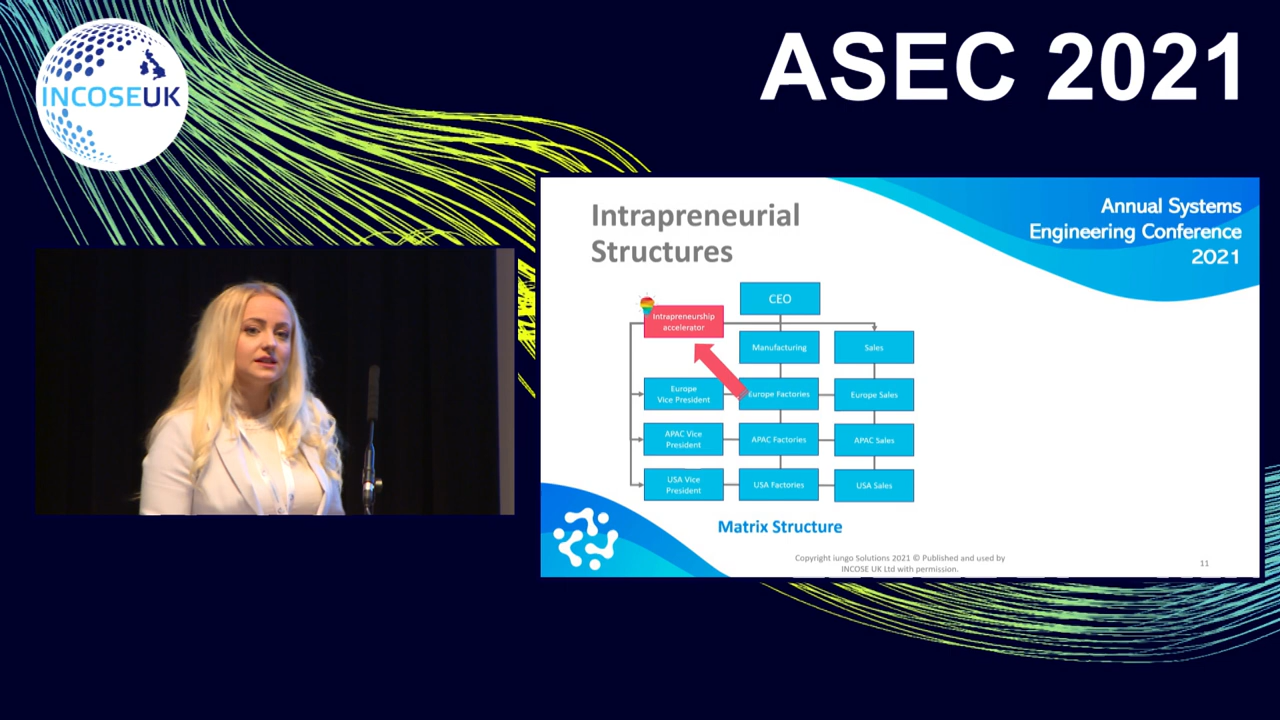 INCOSEUK
ASEC 2021
Intrapreneurial
Structures
Annual Systems
Engineering Conference
2021
CEO
Intrapreneurship
accelerator
Manufacturing
Sales
Europe
Vice President
Europe Factories
Europe Sales
APAC Vice
President
APAC Factories
APAC Sales
USA Vice
President
USA Factories
USA Sales
Matrix Structure
Copyright iungo Solutions 2021 © Published and used by
INCOSE UK Ltd with permission.
11